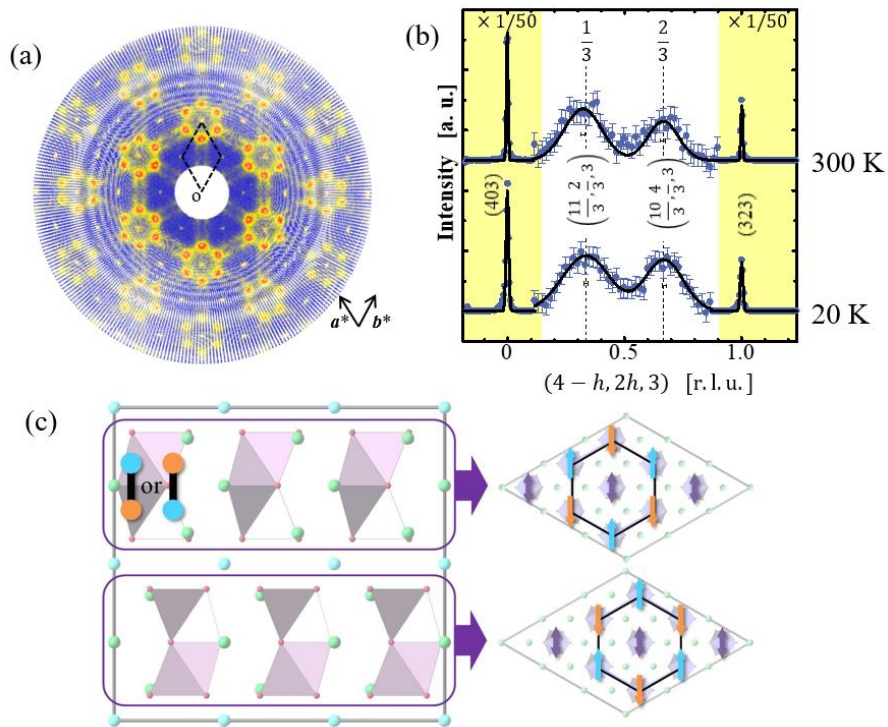 (a)
o
a* b*
(b)
× 1/50
× 1/50
1/3
2/3
Intensity [a. u.]
300 K
(403)
(11/3, 2/3, 3)
(10/3, 4/3, 3)
(323)
20 K
0
0.5
1.0
(4 − h, 2h, 3) [r. l. u.]
(c)
or